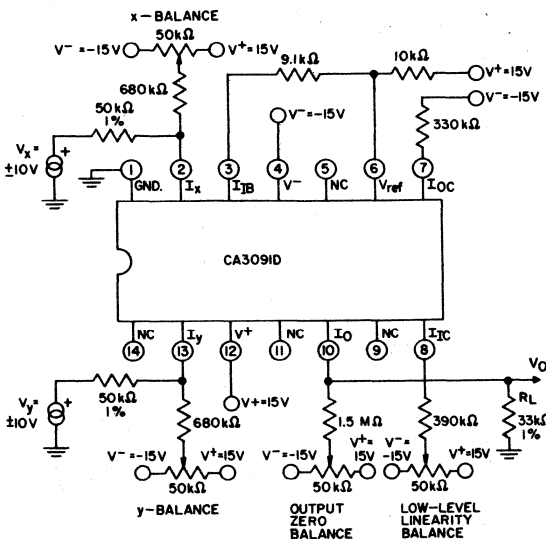 x-BALANCE
50kΩ
V⁻=-15V
V⁺=15V
680kΩ
9.1kΩ
10kΩ
V⁺=15V
V⁻=-15V
V⁻=-15V
330kΩ
50kΩ
1%
Vx=
±10V
+
1
2
3
4
5
6
7
GND.
Ix
IIB
V⁻
NC
Vref
IOC
CA3091D
NC
Iy
V⁺
NC
IO
NC
IIC
14
13
12
11
10
9
8
VO
Vy=
±10V
+
50kΩ
1%
680kΩ
V+=15V
1.5 MΩ
390kΩ
RL
33kΩ
1%
V⁻=-15V
V⁺=15V
50kΩ
V⁻=-15V
V⁺=
15V
50kΩ
V⁻=
-15V
V⁺=15V
50kΩ
y-BALANCE
OUTPUT
ZERO
BALANCE
LOW-LEVEL
LINEARITY
BALANCE